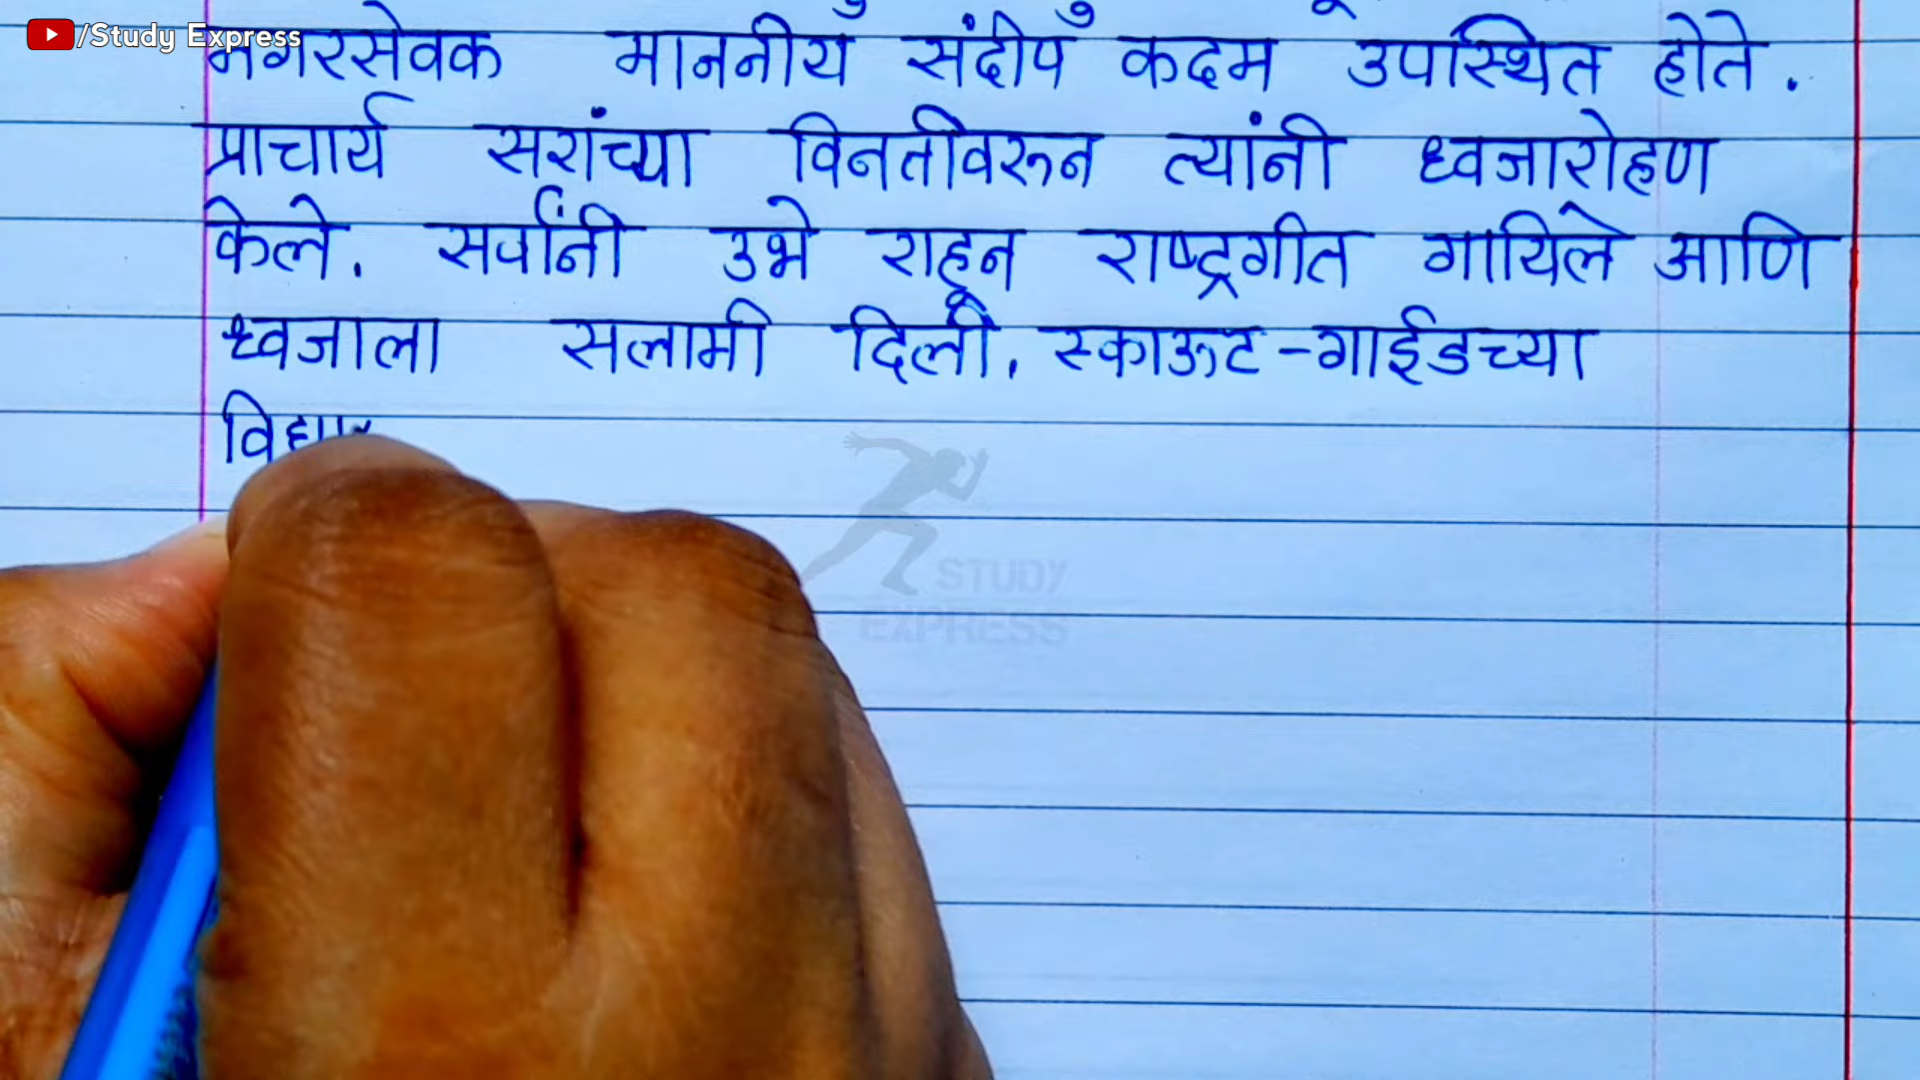 /Study Express
नगरसेवक माननीय संदीप कदम उपस्थित होते.
प्राचार्य सरांच्या विनतीवरून त्यांनी ध्वजारोहण
केले. सर्वांनी उभे राहून राष्ट्रगीत गायिले आणि
ध्वजाला सलामी दिली. स्काऊट-गाईडच्या
STUDY
EXPRESS